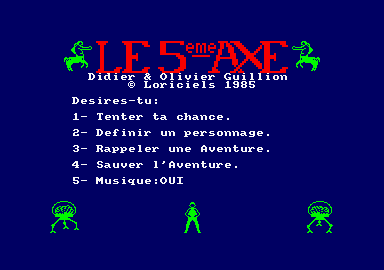 LE 5eme AXE
Didier & Olivier Guillion
© Loriciels 1985
Desires-tu:
1- Tenter ta chance.
2- Definir un personnage.
3- Rappeler une Aventure.
4- Sauver l'Aventure.
5- Musique:OUI